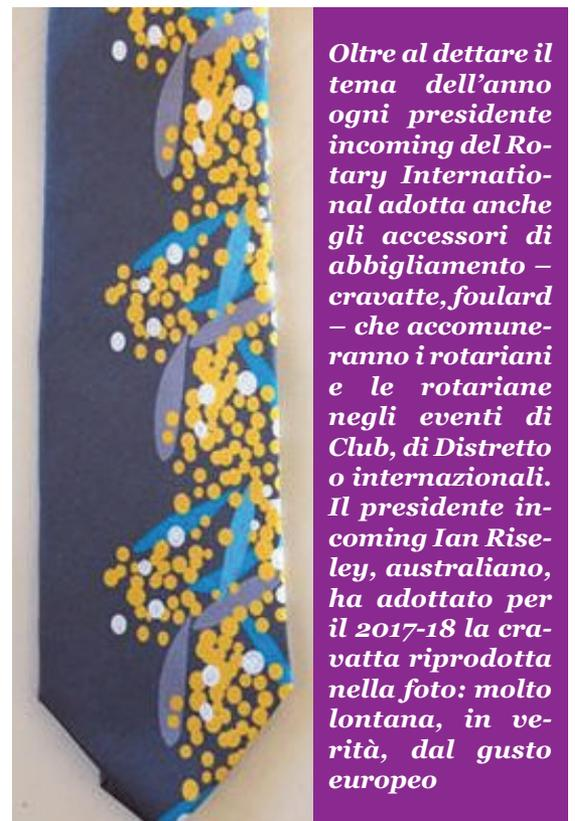 Oltre al dettare il
tema dell’anno
ogni presidente
incoming del Ro-
tary Internatio-
nal adotta anche
gli accessori di
abbigliamento –
cravatte, foulard
– che accomune-
ranno i rotariani
e le rotariane
negli eventi di
Club, di Distretto
o internazionali.
Il presidente in-
coming Ian Rise-
ley, australiano,
ha adottato per
il 2017-18 la cra-
vatta riprodotta
nella foto: molto
lontana, in ve-
rità, dal gusto
europeo